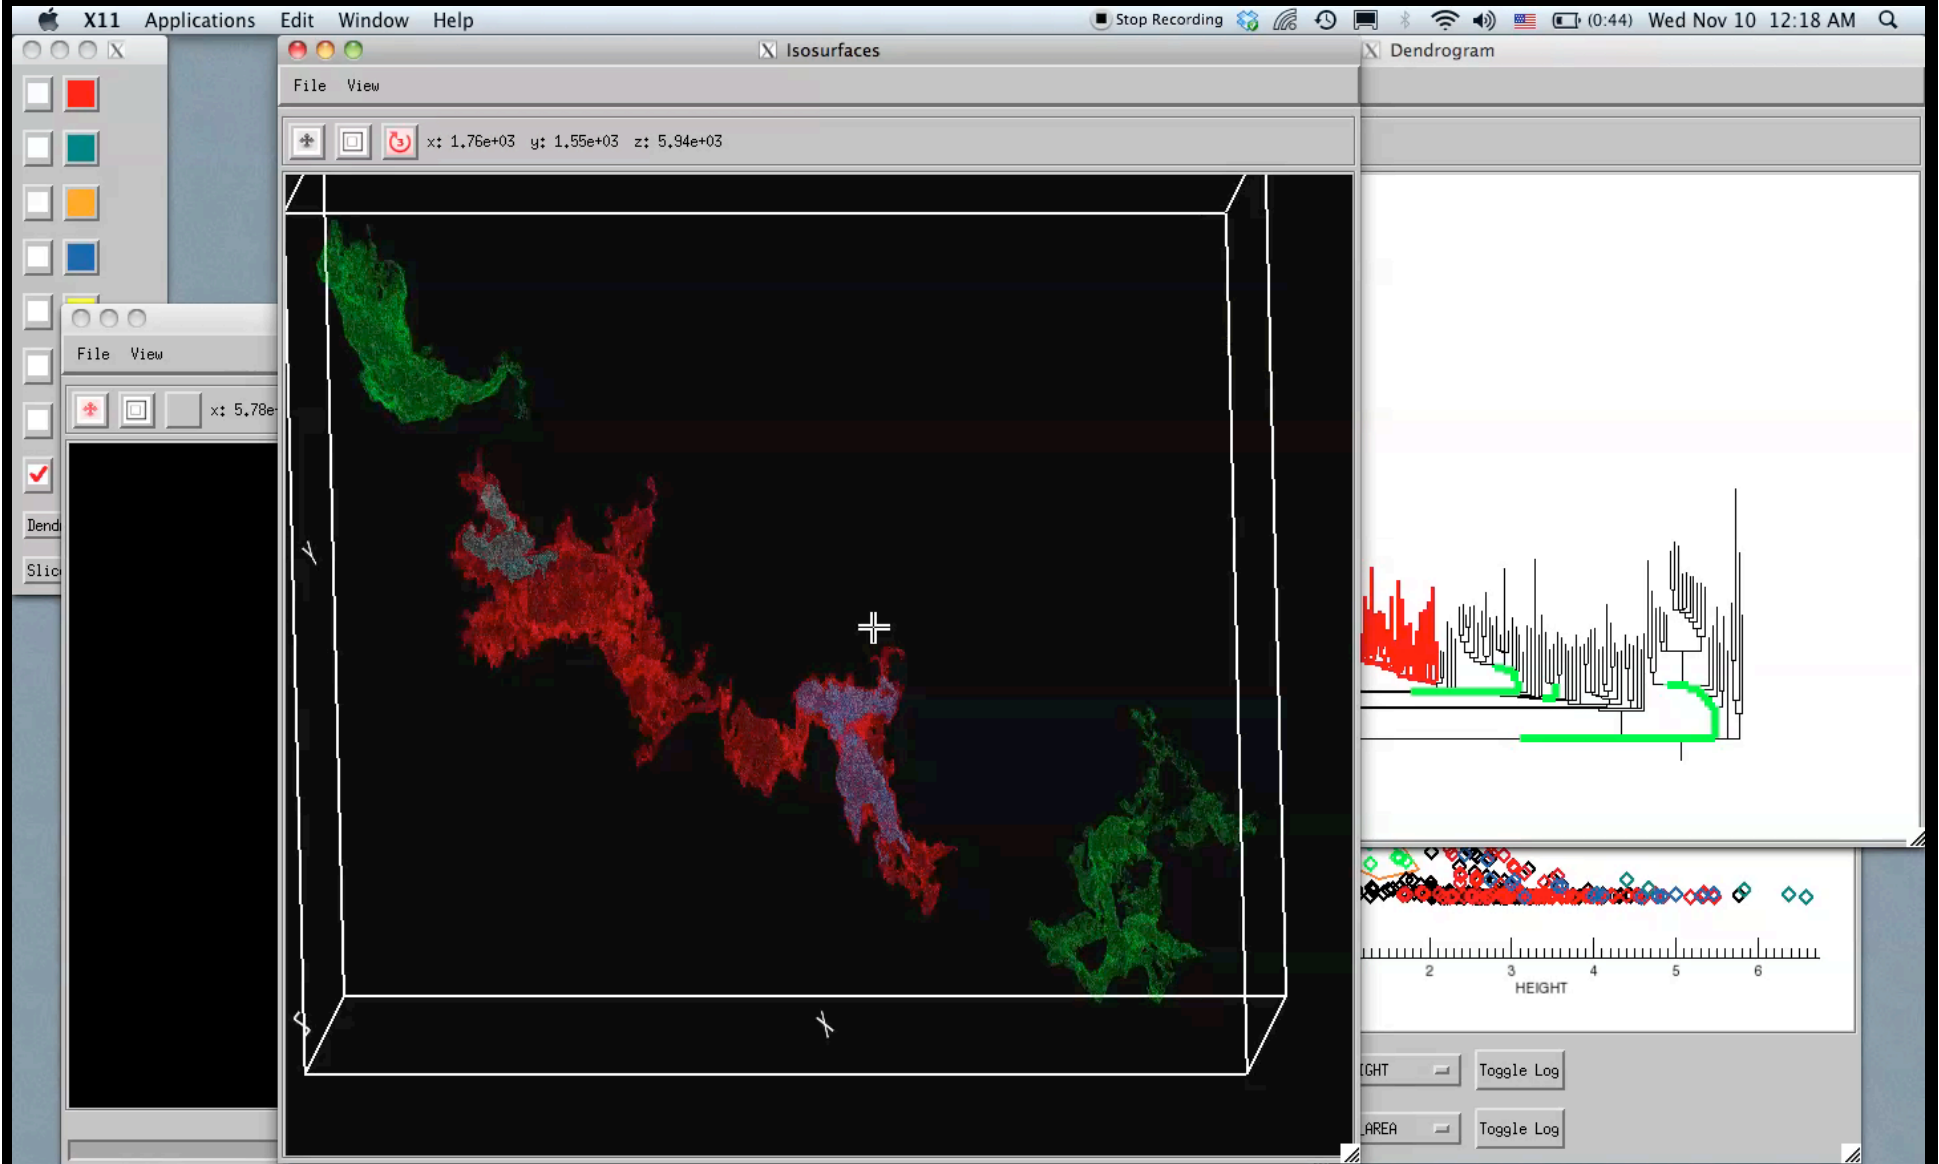 X11 Applications Edit Window Help
Stop Recording (0:44) Wed Nov 10 12:18 AM
X
X Isosurfaces
X Dendrogram
File View
3 x: 1.76e+03 y: 1.55e+03 z: 5.94e+03
File View
x: 5.78e
Dend
Slic
Y
X
2 3 4 5 6
HEIGHT
IGHT Toggle Log
_AREA Toggle Log